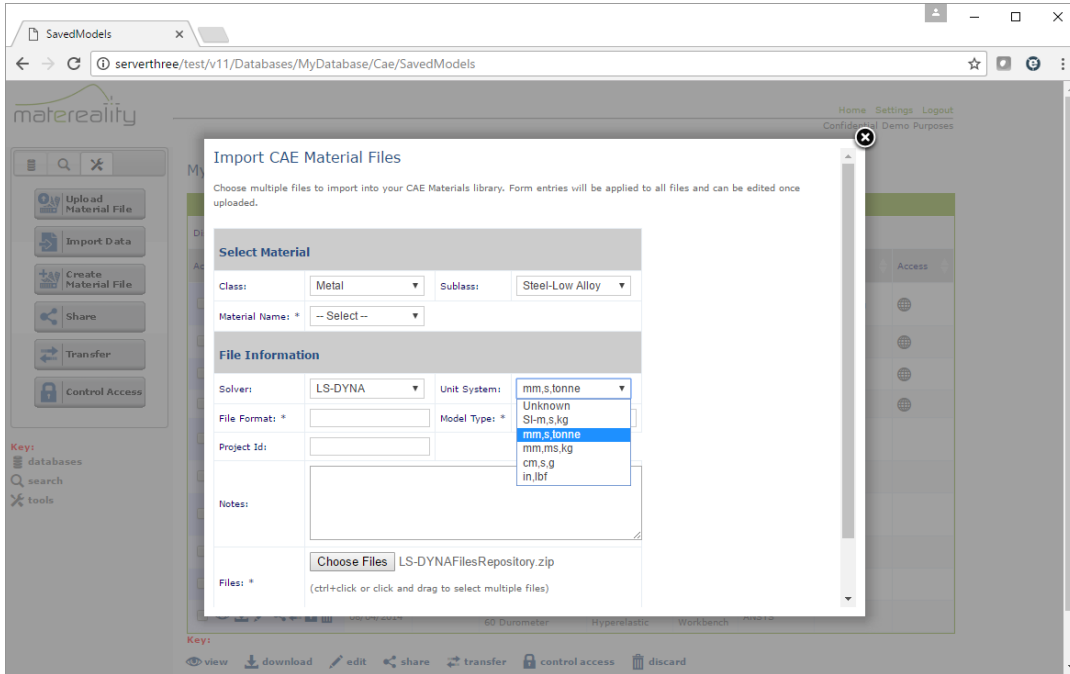 SavedModels
serverthree/test/v11/Databases/MyDatabase/Cae/SavedModels
matereality
Home Settings Logout
Confidential Demo Purposes
Import CAE Material Files
Choose multiple files to import into your CAE Materials library. Form entries will be applied to all files and can be edited once
uploaded.
Upload
Material File
Import Data
Create
Material File
Share
Transfer
Control Access
Key:
databases
search
tools
My
Di
Ac
Access
Select Material
Class: Metal Sublass: Steel-Low Alloy
Material Name: * -- Select --
File Information
Solver: LS-DYNA Unit System: mm,s,tonne
Unknown
SI-m,s,kg
mm,s,tonne
mm,ms,kg
cm,s,g
in,lbf
File Format: * Model Type: *
Project Id:
Notes:
Files: * Choose Files LS-DYNAFilesRepository.zip
(ctrl+click or click and drag to select multiple files)
60 Durometer Hyperelastic Workbench ANSYS
Key:
view download edit share transfer control access discard